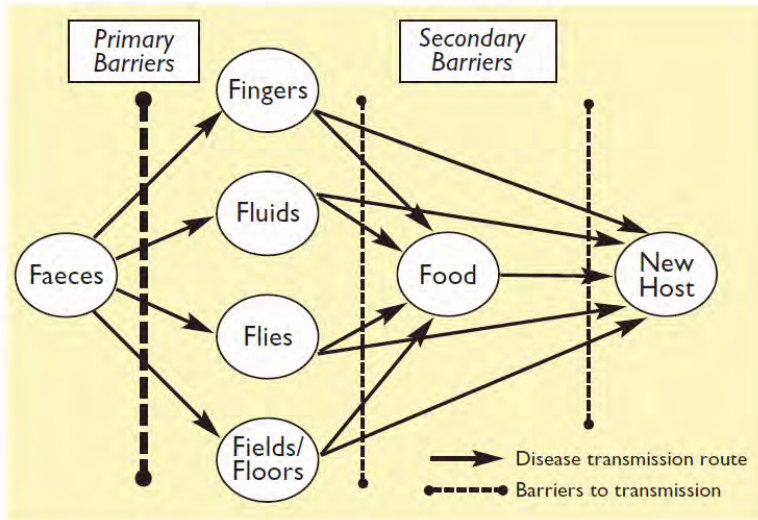 Primary
Barriers
Secondary
Barriers
Fingers
Fluids
Faeces
Food
New
Host
Flies
Fields/
Floors
Disease transmission route
Barriers to transmission